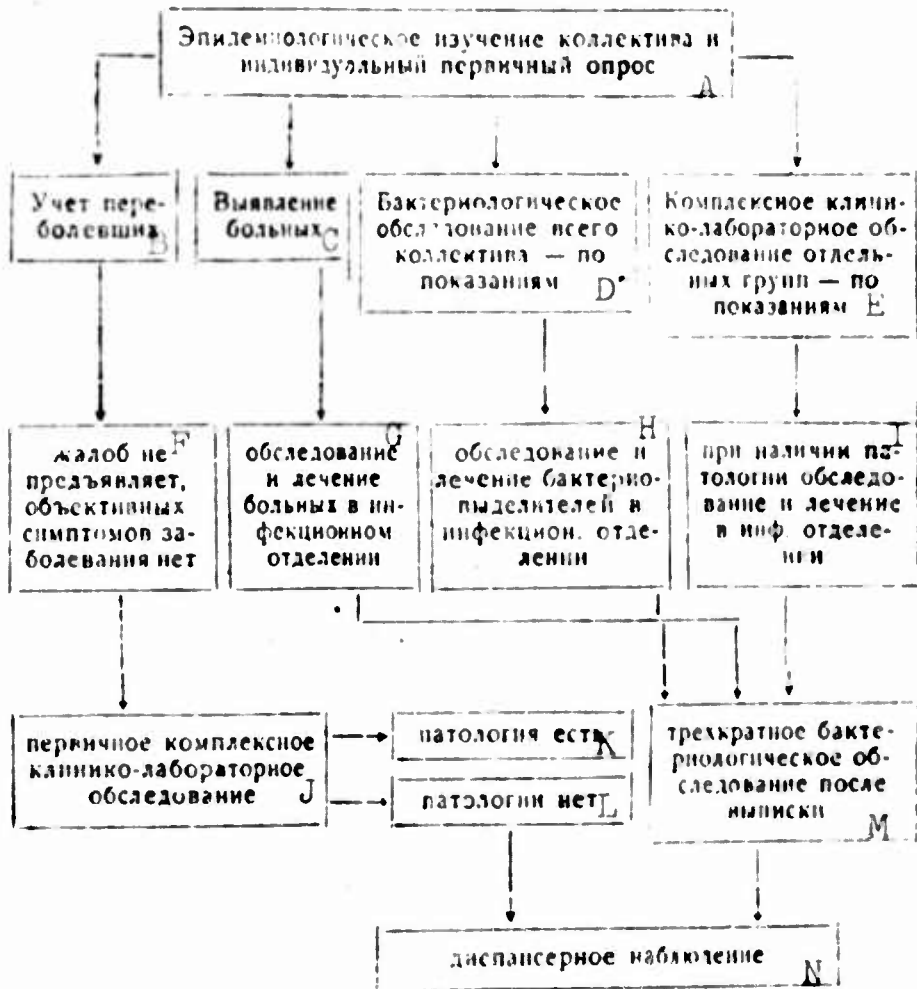 Эпидемиологическое изучение коллектива и
индивидуальный первичный опрос
A
Учет пере-
болевших
B
Выявление
больных C
Бактериологическое
обследование всего
коллектива — по
показаниям
D
Комплексное клини-
ко-лабораторное об-
следование отдель-
ных групп — по
показаниям E
F
жалоб не
предъявляет,
объективных
симптомов за-
болевания нет
G
обследование
и лечение
больных в ин-
фекционном
отделении
H
обследование и
лечение бактерио-
выделителей в
инфекцион. отде-
лении
I
при наличии па-
тологии обследо-
вание и лечение
в инф. отделе-
нии
первичное комплексное
клинико-лабораторное
обследование J
патология есть
K
патологии нет L
трехкратное бакте-
риологическое об-
следование после
выписки
M
диспансерное наблюдение
N